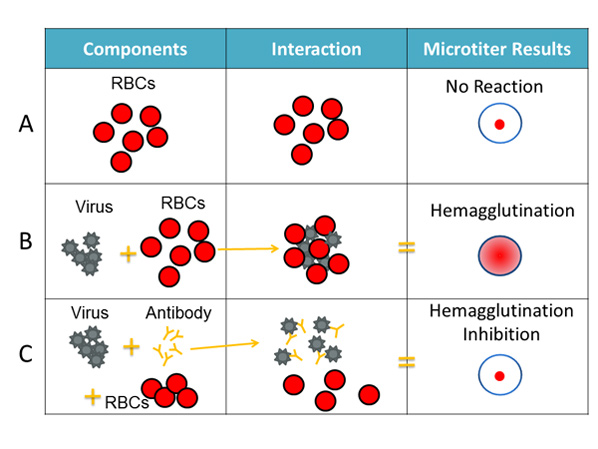 Components
Interaction
Microtiter Results
A
RBCs
No Reaction
B
Virus
+
RBCs
=
Hemagglutination
C
Virus
+
Antibody
+ RBCs
=
Hemagglutination
Inhibition